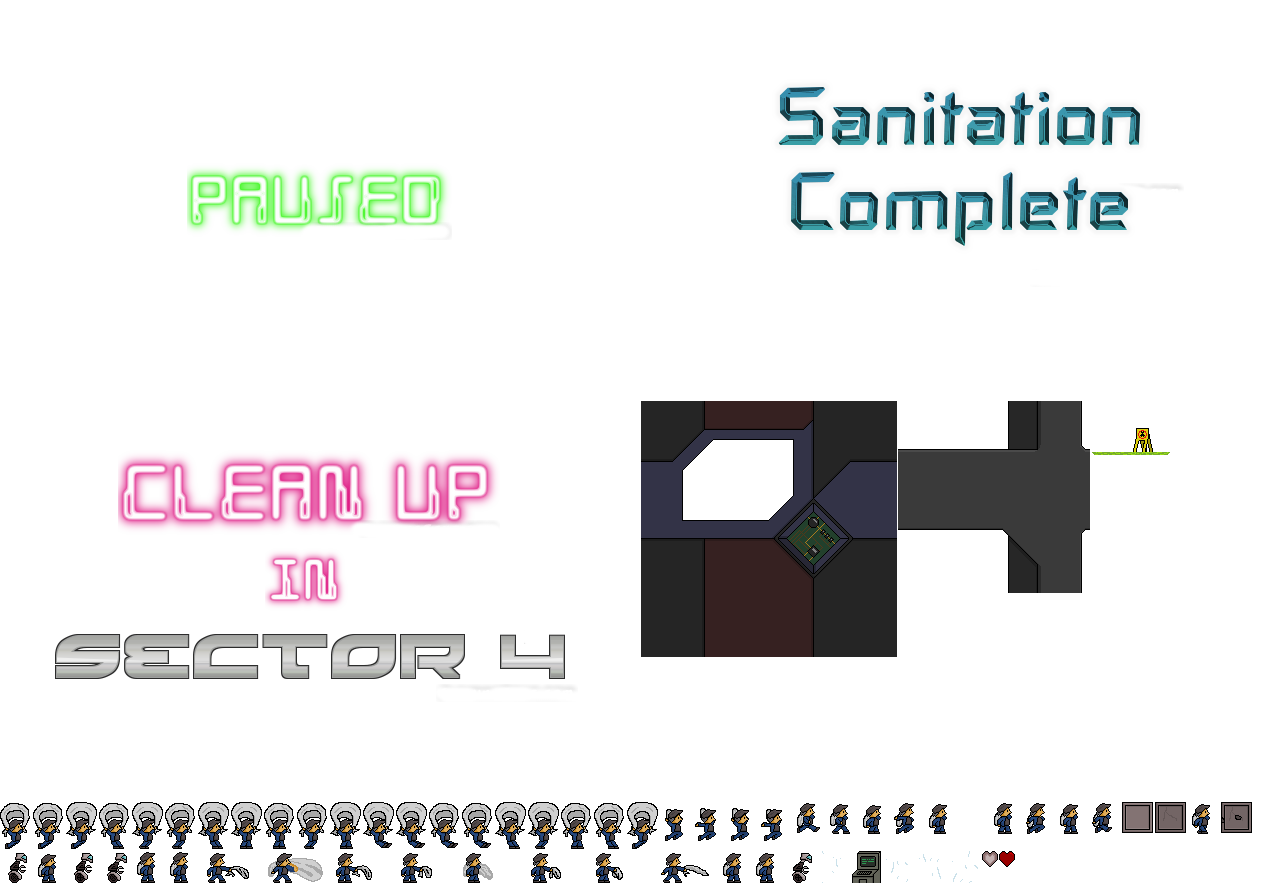 PAUSED
Sanitation
Complete
CLEAN UP
IN
SECTOR 4